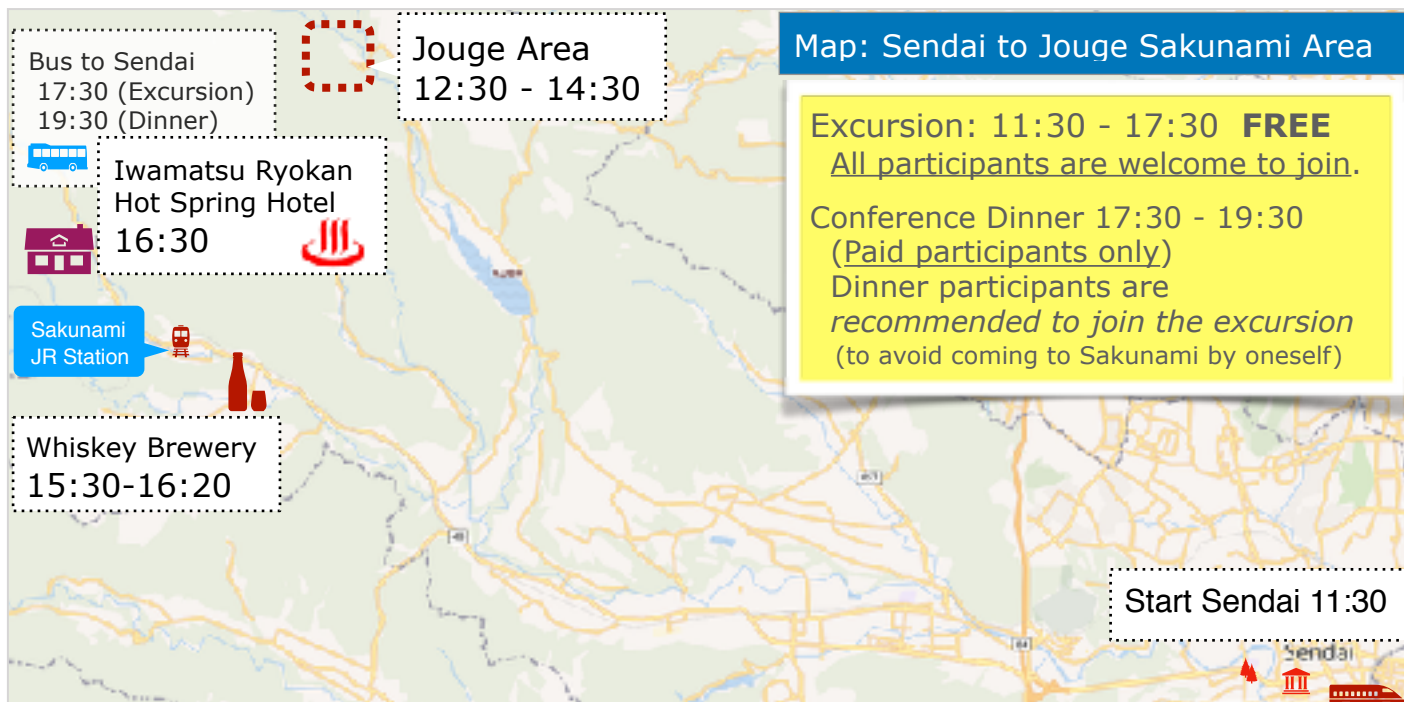 Map: Sendai to Jouge Sakunami Area
Bus to Sendai
17:30 (Excursion)
19:30 (Dinner)
Jouge Area
12:30 - 14:30
Iwamatsu Ryokan
Hot Spring Hotel
16:30
Excursion: 11:30 - 17:30 FREE
All participants are welcome to join.
Conference Dinner 17:30 - 19:30
(Paid participants only)
Dinner participants are
recommended to join the excursion
(to avoid coming to Sakunami by oneself)
Sakunami
JR Station
Whiskey Brewery
15:30-16:20
457
48
Start Sendai 11:30
Sendai